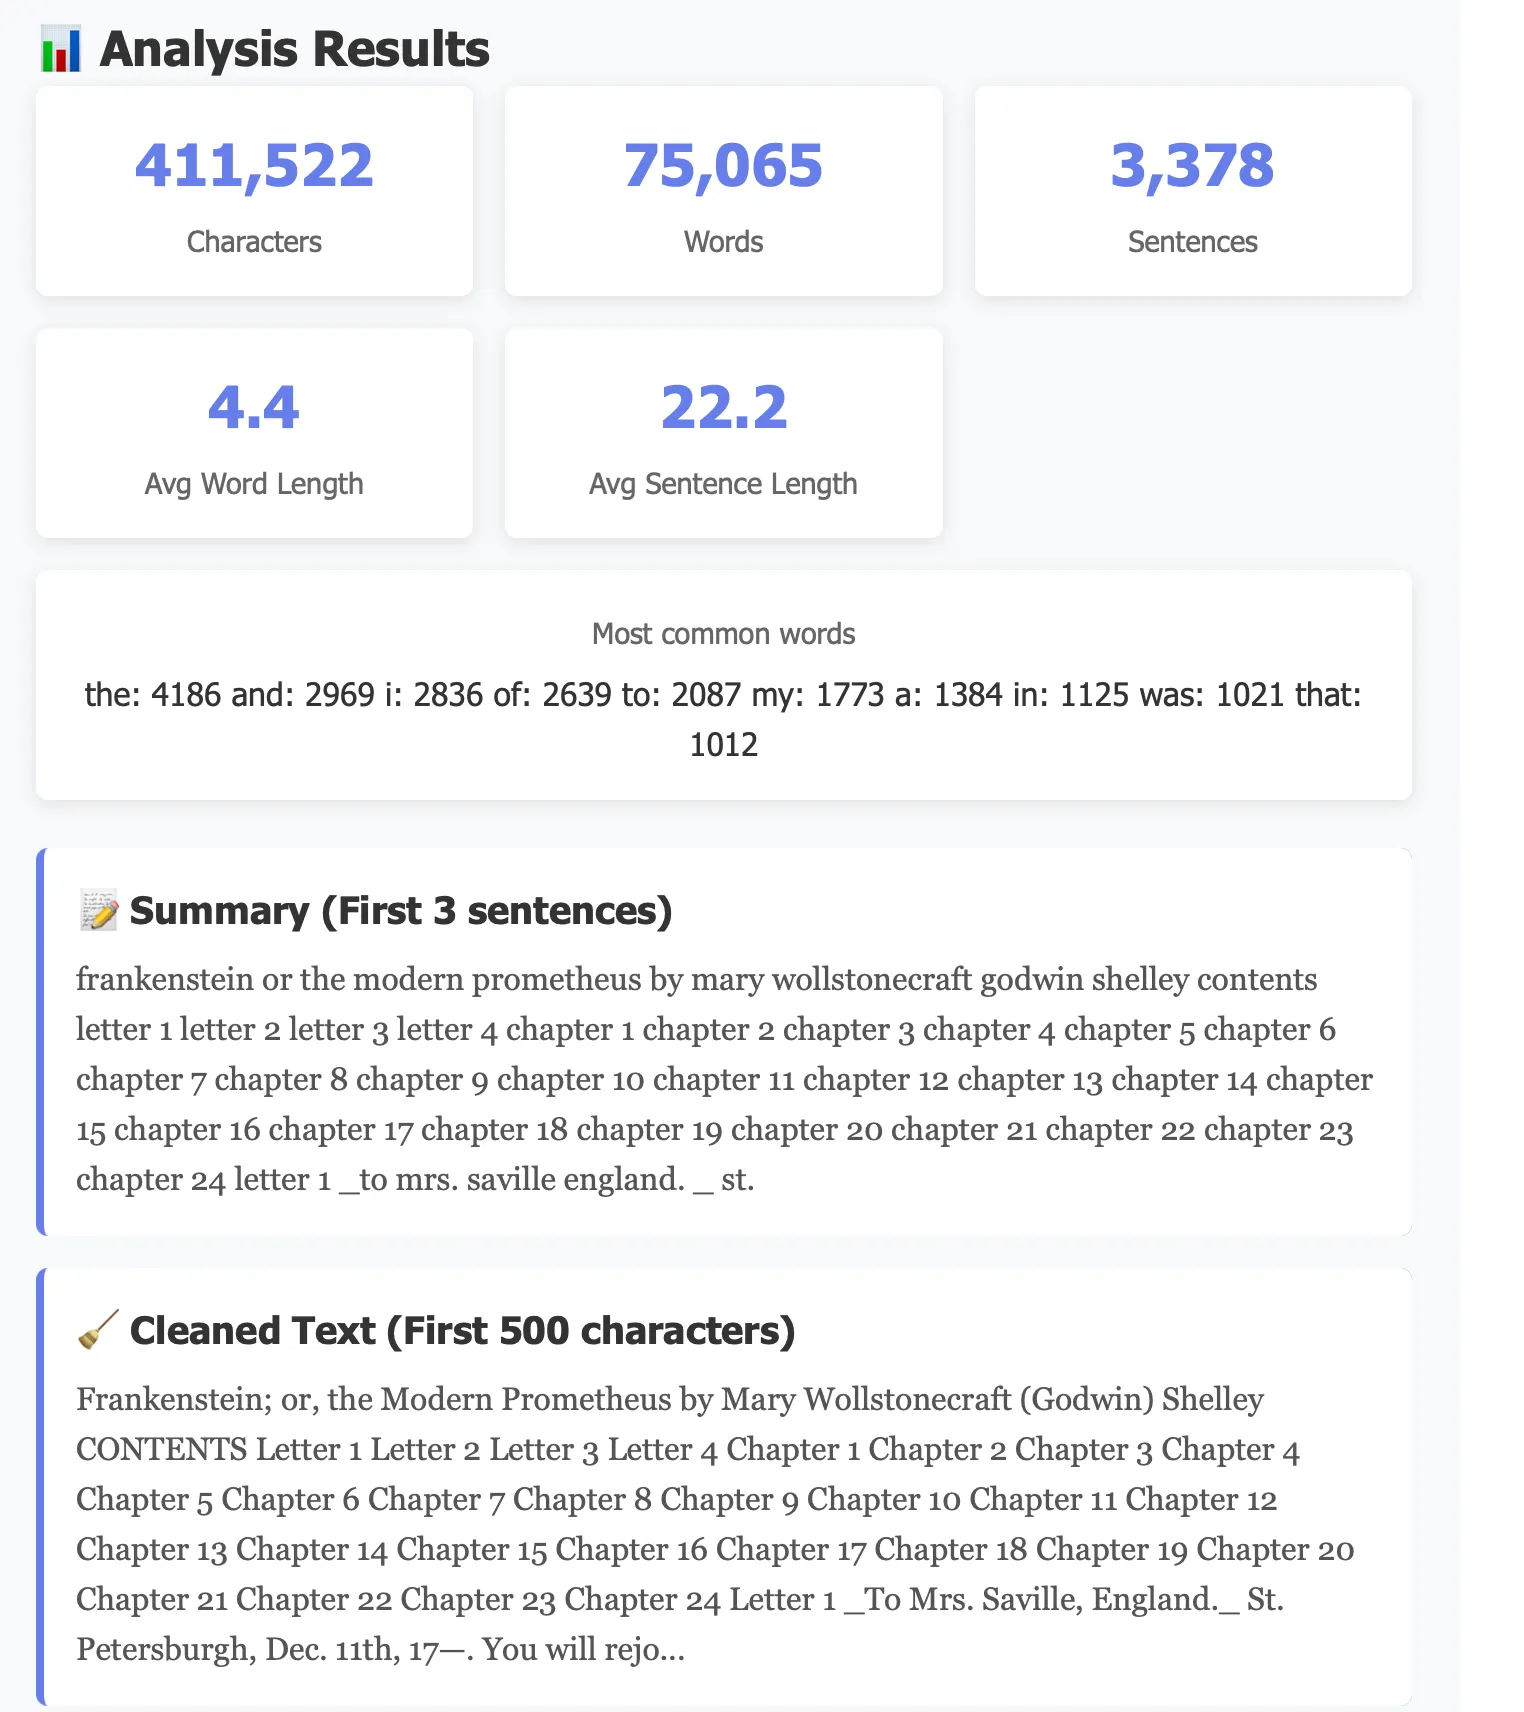 Analysis Results
411,522
Characters
75,065
Words
3,378
Sentences
4.4
Avg Word Length
22.2
Avg Sentence Length
Most common words
the: 4186 and: 2969 i: 2836 of: 2639 to: 2087 my: 1773 a: 1384 in: 1125 was: 1021 that:
1012
Summary (First 3 sentences)
frankenstein or the modern prometheus by mary wollstonecraft godwin shelley contents
letter 1 letter 2 letter 3 letter 4 chapter 1 chapter 2 chapter 3 chapter 4 chapter 5 chapter 6
chapter 7 chapter 8 chapter 9 chapter 10 chapter 11 chapter 12 chapter 13 chapter 14 chapter
15 chapter 16 chapter 17 chapter 18 chapter 19 chapter 20 chapter 21 chapter 22 chapter 23
chapter 24 letter 1 _to mrs. saville england. _ st.
Cleaned Text (First 500 characters)
Frankenstein; or, the Modern Prometheus by Mary Wollstonecraft (Godwin) Shelley
CONTENTS Letter 1 Letter 2 Letter 3 Letter 4 Chapter 1 Chapter 2 Chapter 3 Chapter 4
Chapter 5 Chapter 6 Chapter 7 Chapter 8 Chapter 9 Chapter 10 Chapter 11 Chapter 12
Chapter 13 Chapter 14 Chapter 15 Chapter 16 Chapter 17 Chapter 18 Chapter 19 Chapter 20
Chapter 21 Chapter 22 Chapter 23 Chapter 24 Letter 1 _To Mrs. Saville, England._ St.
Petersburgh, Dec. 11th, 17—. You will rejo...